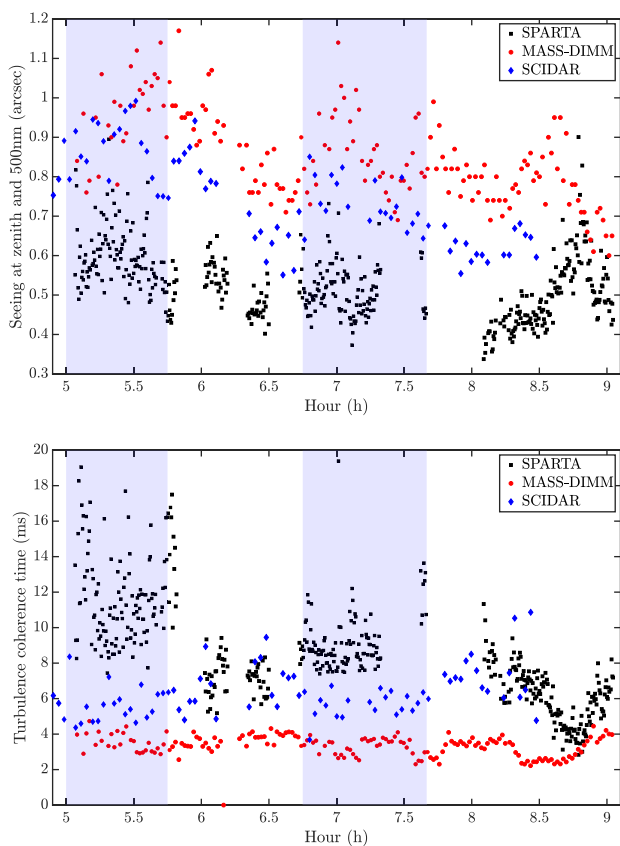 1.2
1.1
1
0.9
0.8
0.7
0.6
0.5
0.4
0.3
Seeing at zenith and 500nm (arcsec)
SPARTA
MASS-DIMM
SCIDAR
5 5.5 6 6.5 7 7.5 8 8.5 9
Hour (h)
20
18
16
14
12
10
8
6
4
2
0
Turbulence coherence time (ms)
SPARTA
MASS-DIMM
SCIDAR
5 5.5 6 6.5 7 7.5 8 8.5 9
Hour (h)